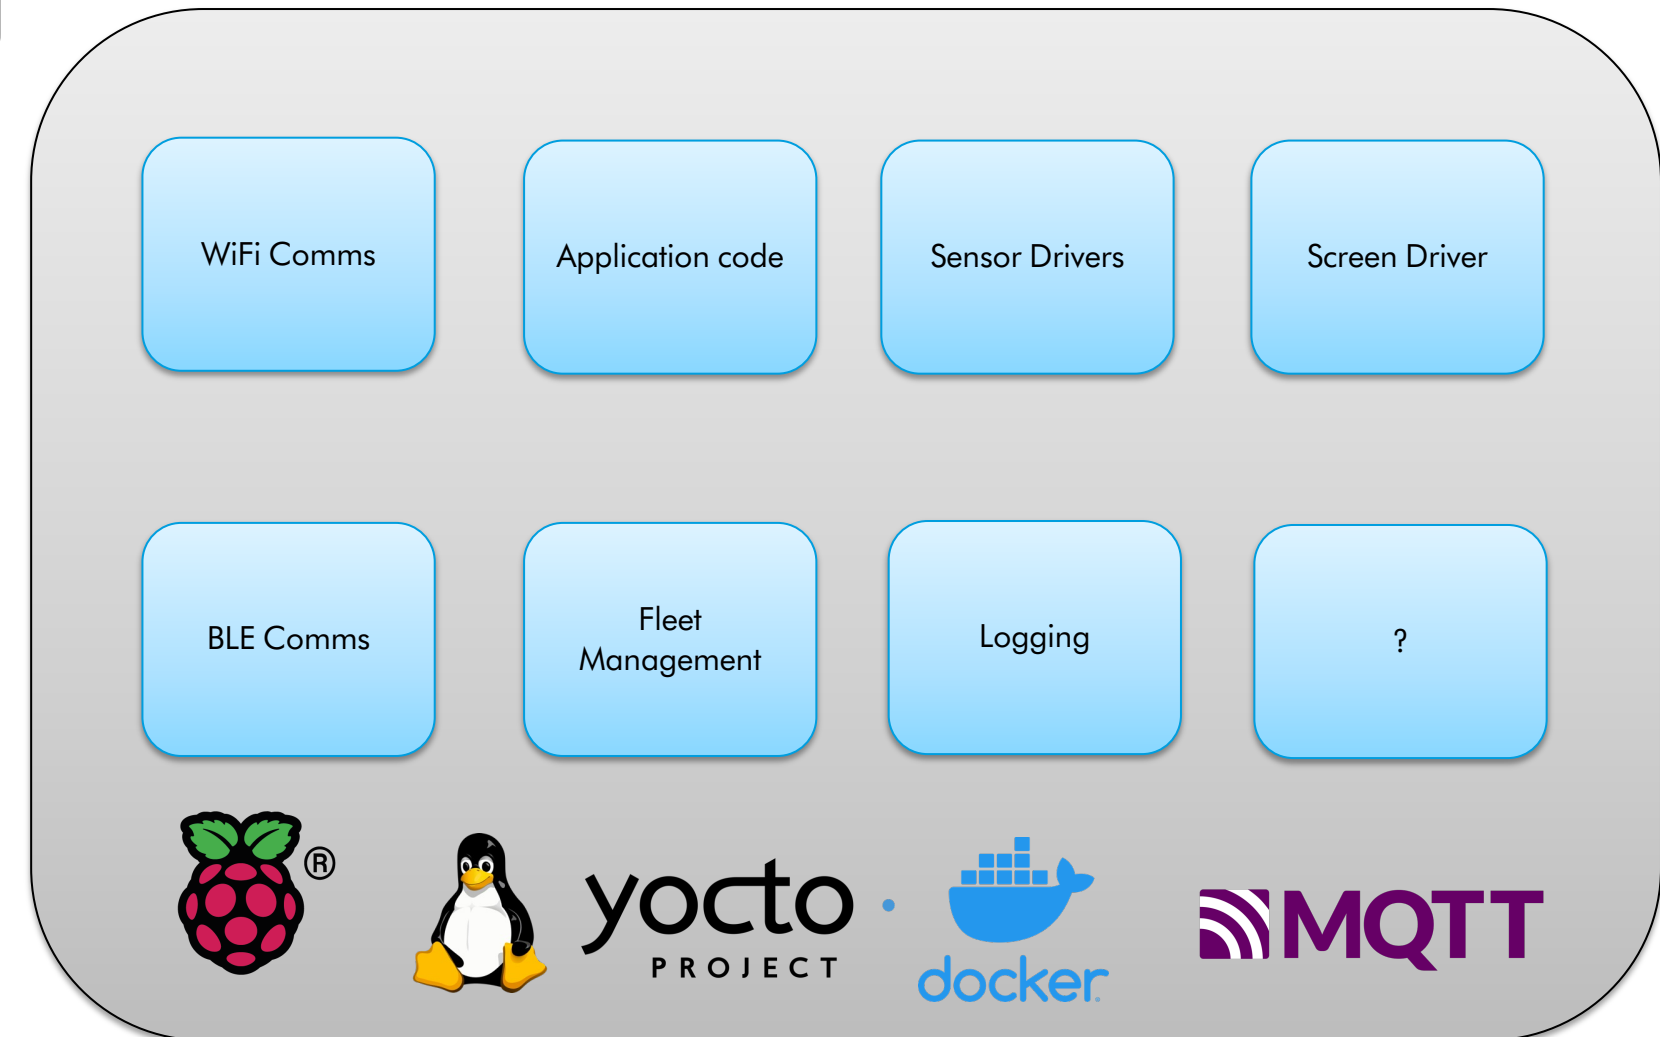 WiFi Comms
Application code
Sensor Drivers
Screen Driver
BLE Comms
Fleet
Management
Logging
?
®
yocto
PROJECT
docker
MQTT